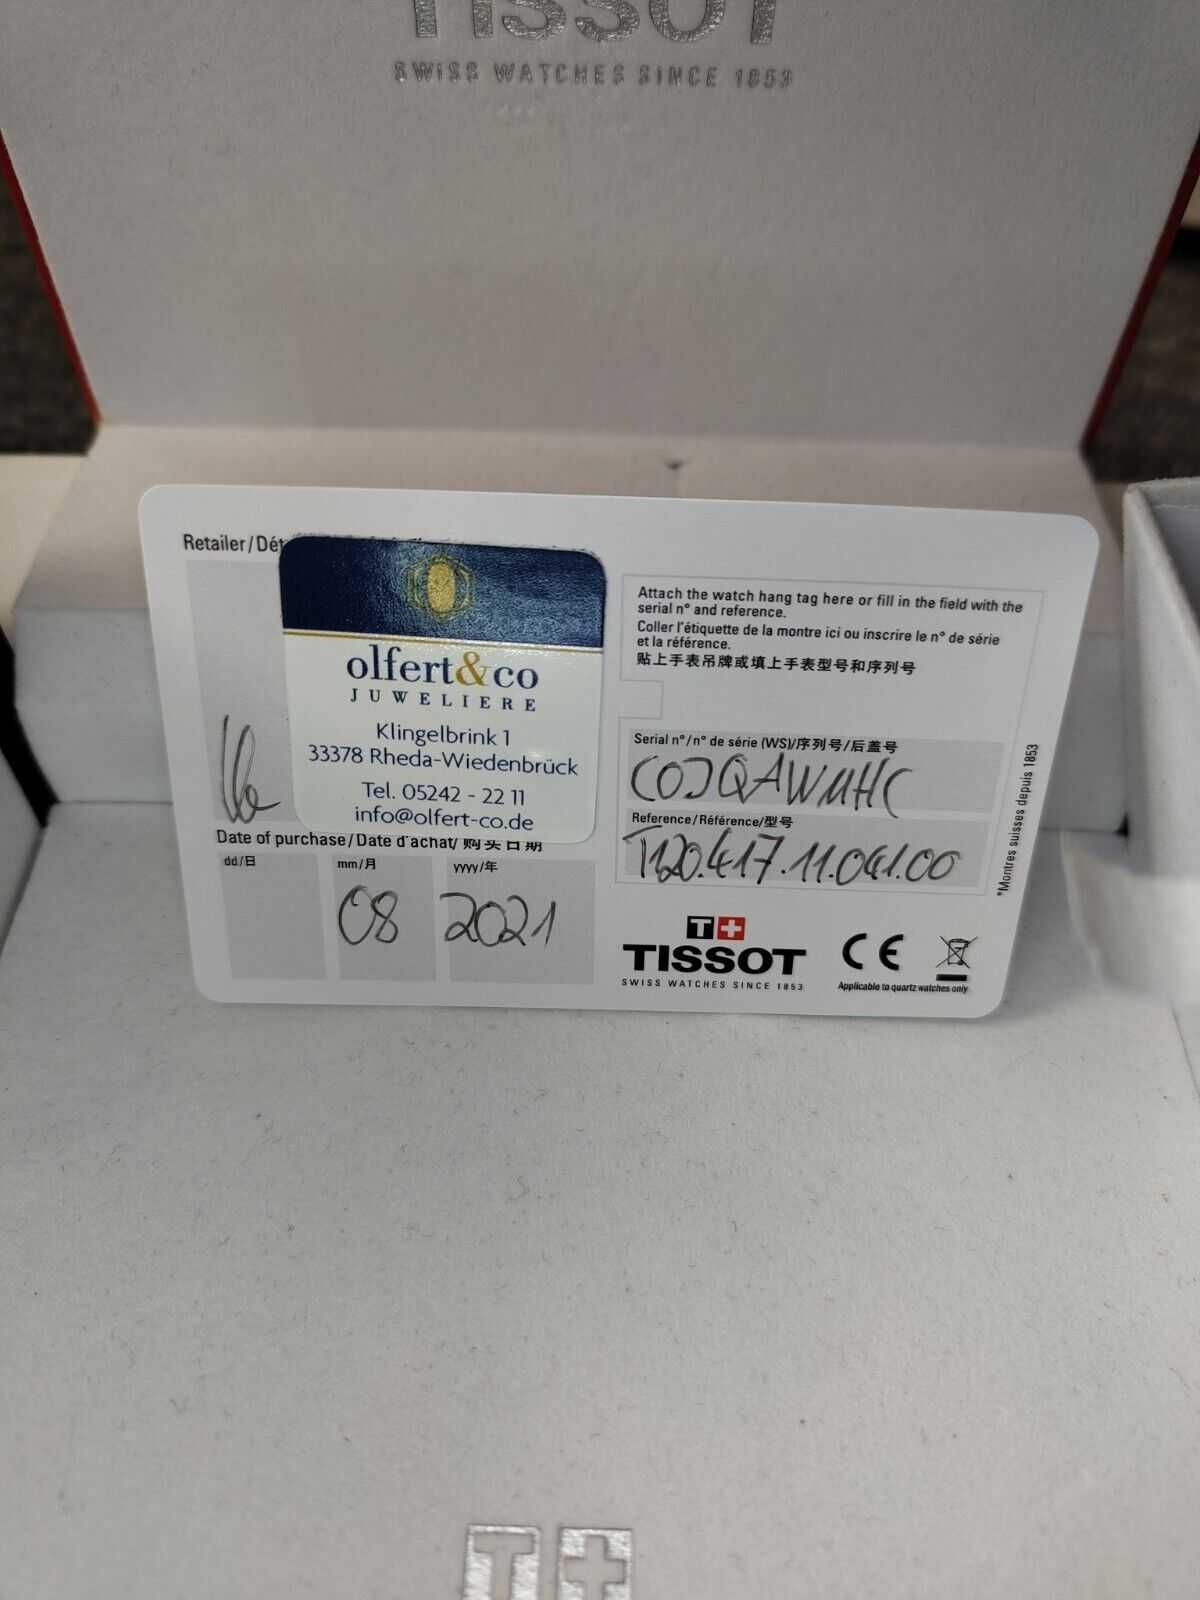 TISSOT
SWISS WATCHES SINCE 1853
Retailer/Dét
olfert&co
JUWELIERE
Klingelbrink 1
33378 Rheda-Wiedenbrück
Tel. 05242 - 22 11
info@olfert-co.de
Date of purchase/Date d'achat/ 购买日期
dd/日
mm/月
yyyy/年
08
2021
Attach the watch hang tag here or fill in the field with the
serial n° and reference.
Coller l'étiquette de la montre ici ou inscrire le n° de série
et la référence.
贴上手表吊牌或填上手表型号和序列号
Serial n°/n° de série (WS)/序列号/后盖号
Reference/Référence/型号
T120.417.11.041.00
*Montres suisses depuis 1853
T+
TISSOT
SWISS WATCHES SINCE 1853
CE
Applicable to quartz watches only
T+